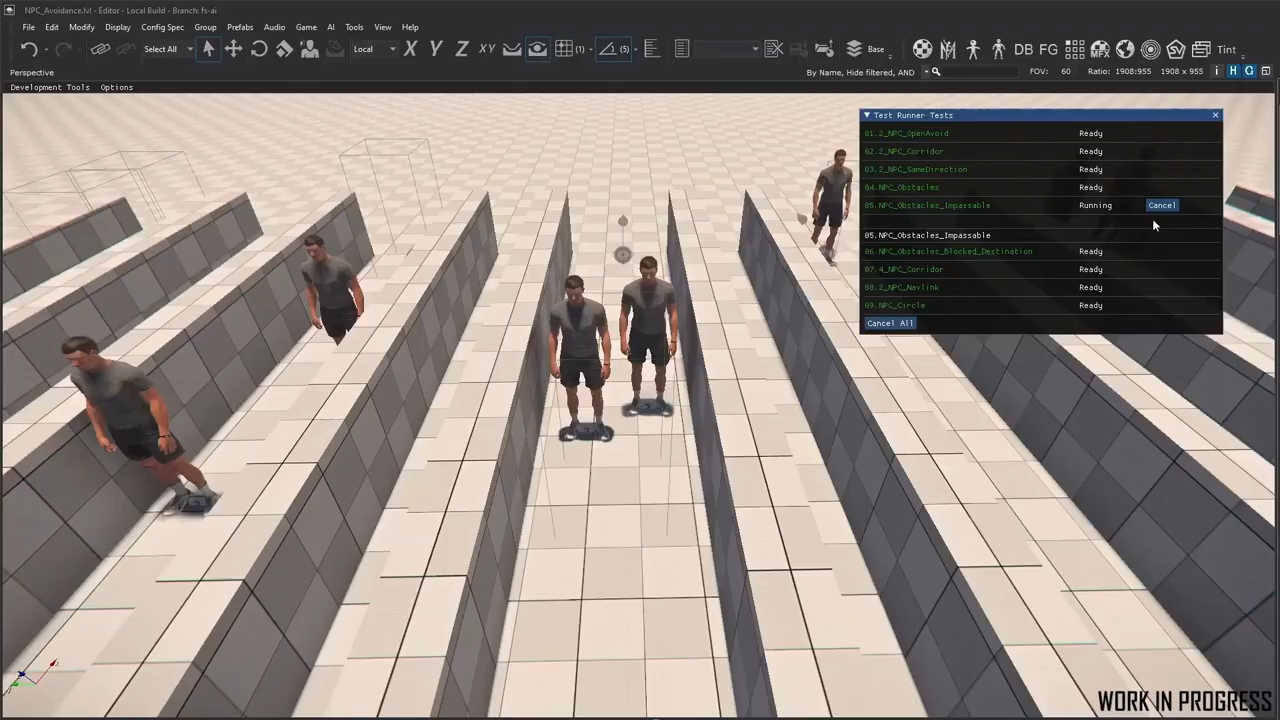 NPC_Avoidance.lvl - Editor - Local Build - Branch: fs-ai
File Edit Modify Display Config Spec Group Prefabs Audio Game AI Tools View Help
Select All Local X Y Z XY (1) (5) Base DB FG MFX Tint
Perspective By Name, Hide filtered, AND FOV: 60 Ratio: 1908:955 1908 x 955 i H G
Development Tools Options
Test Runner Tests
01.2_NPC_OpenAvoid Ready
02.2_NPC_Corridor Ready
03.2_NPC_SameDirection Ready
04.NPC_Obstacles Ready
05.NPC_Obstacles_Impassable Running Cancel
05.NPC_Obstacles_Impassable
06.NPC_Obstacles_Blocked_Destination Ready
07.4_NPC_Corridor Ready
08.2_NPC_Navlink Ready
09.NPC_Circle Ready
Cancel All
WORK IN PROGRESS